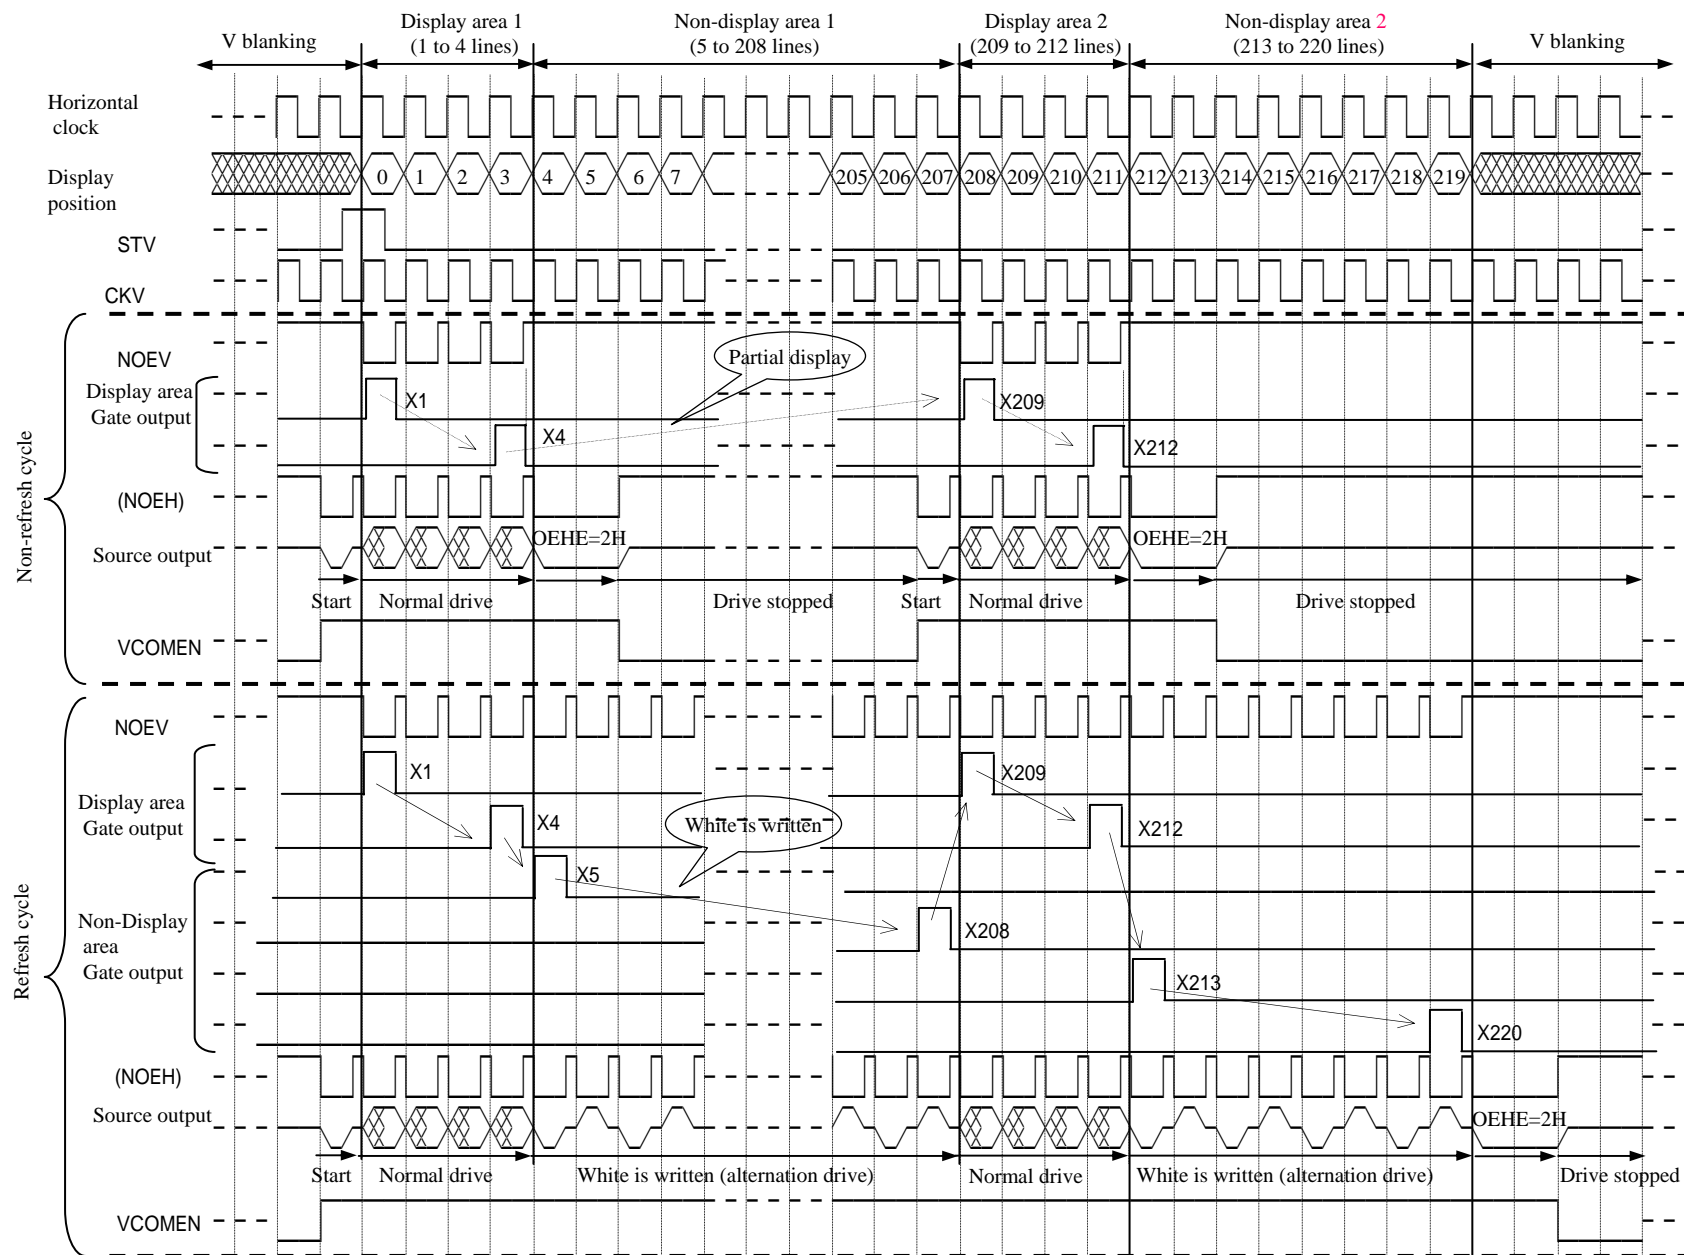 V blanking
Display area 1
(1 to 4 lines)
Non-display area 1
(5 to 208 lines)
Display area 2
(209 to 212 lines)
Non-display area 2
(213 to 220 lines)
V blanking
Horizontal
clock
Display
position
0 1 2 3 4 5 6 7 205 206 207 208 209 210 211 212 213 214 215 216 217 218 219
STV
CKV
Non-refresh cycle
NOEV
Partial display
Display area
Gate output
X1
X209
X4
X212
(NOEH)
Source output
OEHE=2H
OEHE=2H
Start
Normal drive
Drive stopped
Start
Normal drive
Drive stopped
VCOMEN
Refresh cycle
NOEV
Display area
Gate output
X1
X209
X4
White is written
X212
X5
Non-Display
area
Gate output
X208
X213
X220
(NOEH)
Source output
OEHE=2H
Start
Normal drive
White is written (alternation drive)
Normal drive
White is written (alternation drive)
Drive stopped
VCOMEN